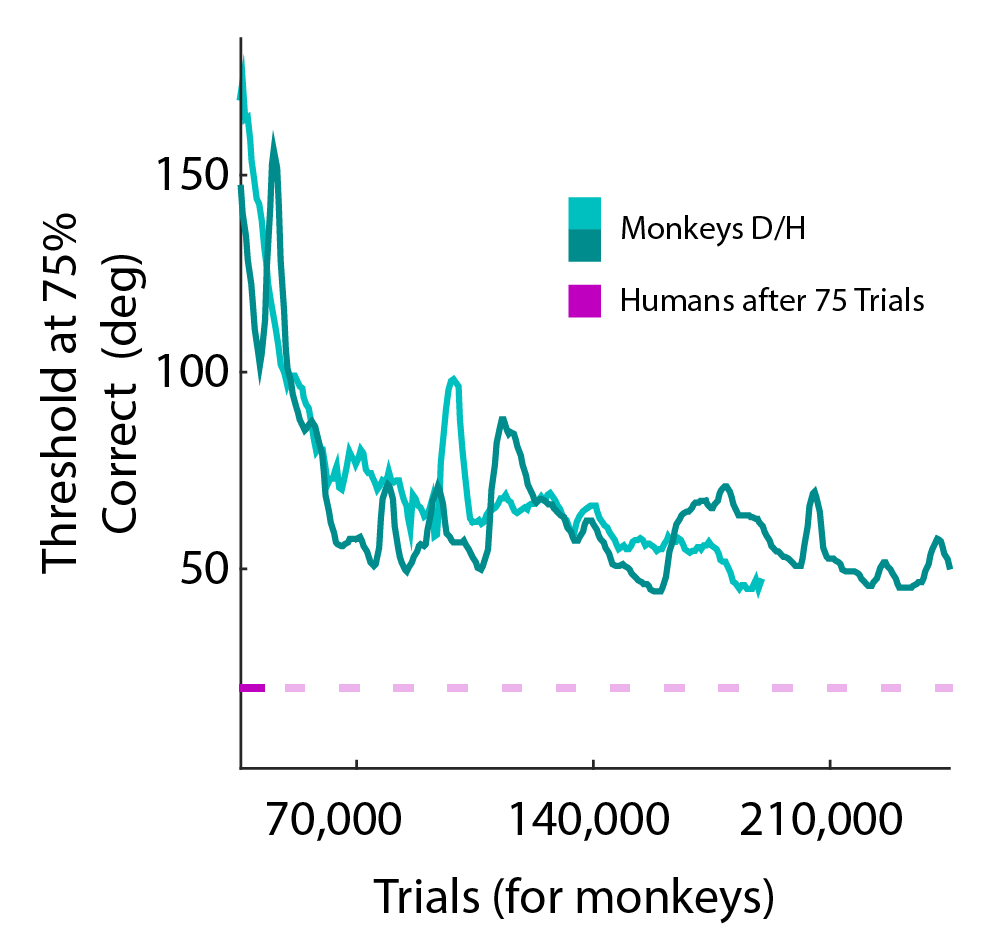 150
100
50
Threshold at 75%
Correct (deg)
Monkeys D/H
Humans after 75 Trials
70,000
140,000
210,000
Trials (for monkeys)